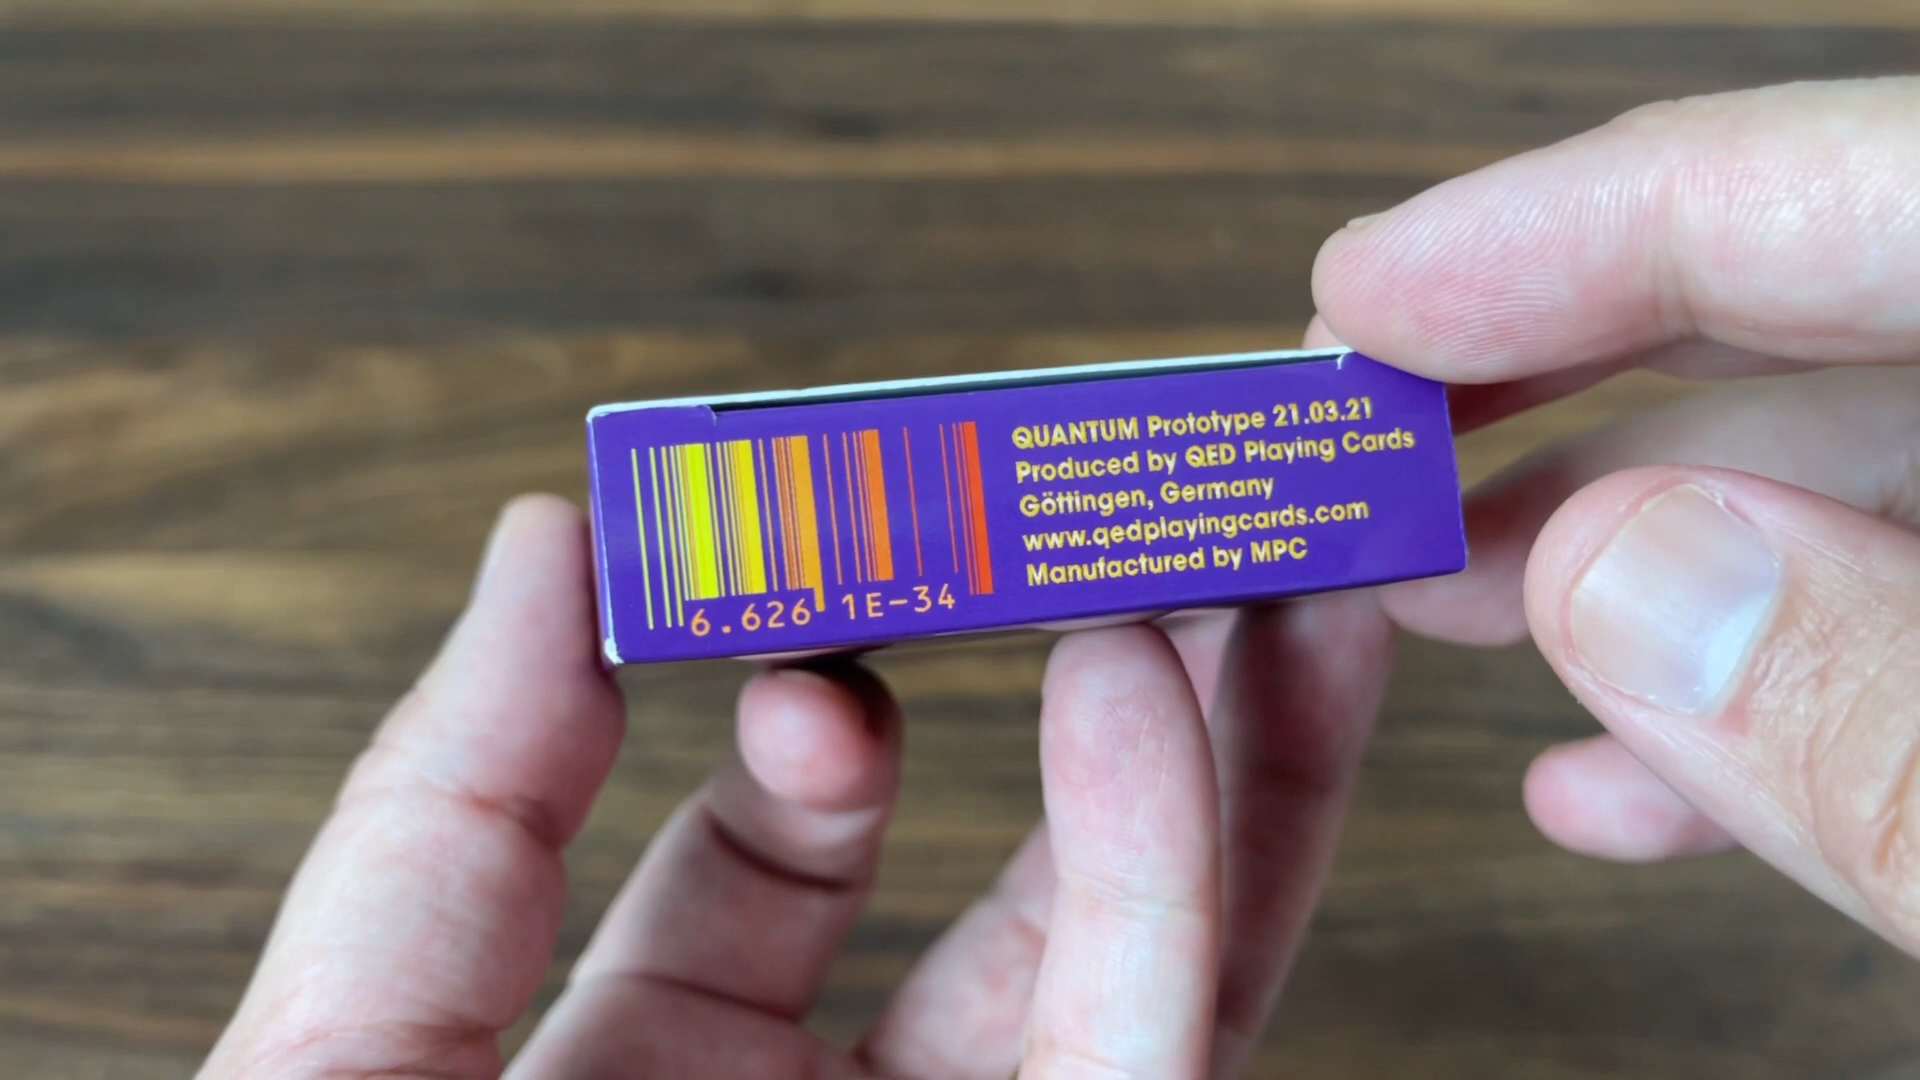 6.626 1E-34
QUANTUM Prototype 21.03.21
Produced by QED Playing Cards
Göttingen, Germany
www.qedplayingcards.com
Manufactured by MPC